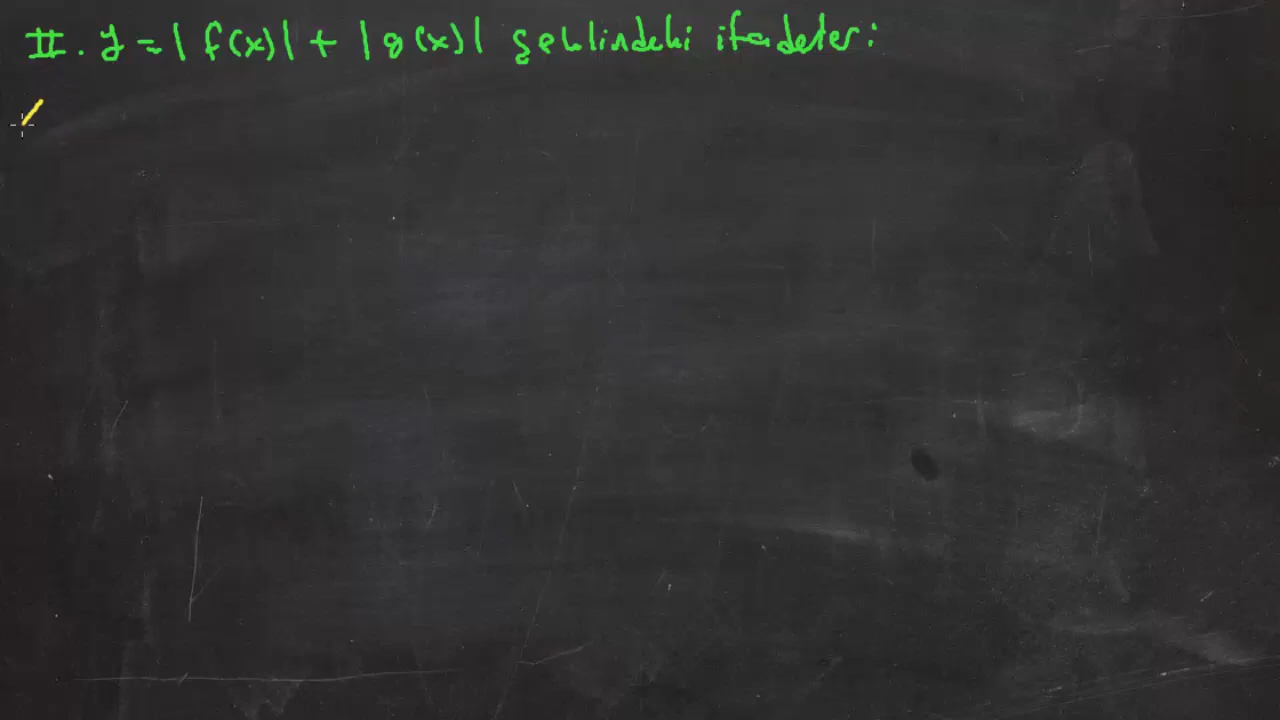 II. y = | f(x)| + | g(x)| şeklindeki ifadeler: